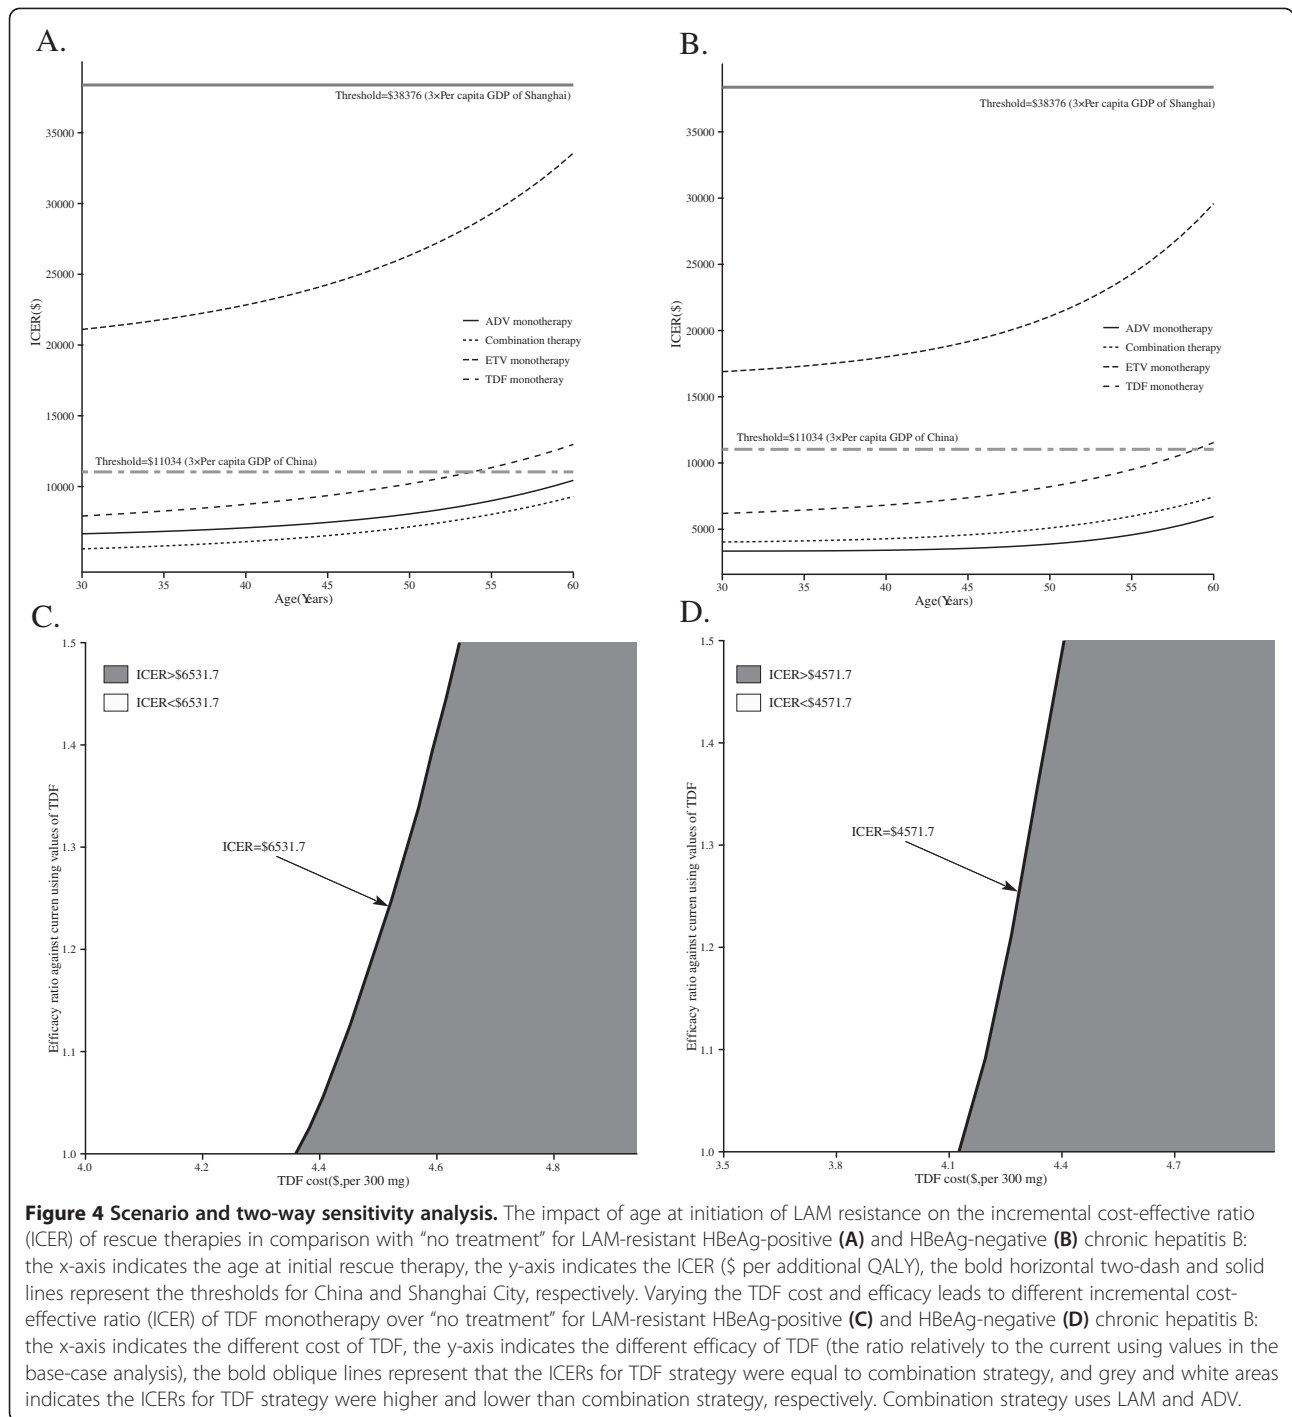 A.
Threshold=$38376 (3×Per capita GDP of Shanghai)
35000
30000
25000
20000
15000
10000
ICER($)
ADV monotherapy
Combination therapy
ETV monotherapy
TDF monotheray
Threshold=$11034 (3×Per capita GDP of China)
30 35 40 45 50 55 60
Age(Years)
B.
Threshold=$38376 (3×Per capita GDP of Shanghai)
35000
30000
25000
20000
15000
10000
5000
ICER($)
ADV monotherapy
Combination therapy
ETV monotherapy
TDF monotheray
Threshold=$11034 (3×Per capita GDP of China)
30 35 40 45 50 55 60
Age(Years)
C.
1.5
1.4
1.3
1.2
1.1
1.0
Efficacy ratio against curren using values of TDF
ICER>$6531.7
ICER<$6531.7
ICER=$6531.7
4.0 4.2 4.4 4.6 4.8
TDF cost($,per 300 mg)
D.
1.5
1.4
1.3
1.2
1.1
1.0
Efficacy ratio against curren using values of TDF
ICER>$4571.7
ICER<$4571.7
ICER=$4571.7
3.5 3.8 4.1 4.4 4.7
TDF cost($,per 300 mg)
Figure 4 Scenario and two-way sensitivity analysis. The impact of age at initiation of LAM resistance on the incremental cost-effective ratio
(ICER) of rescue therapies in comparison with "no treatment" for LAM-resistant HBeAg-positive (A) and HBeAg-negative (B) chronic hepatitis B:
the x-axis indicates the age at initial rescue therapy, the y-axis indicates the ICER ($ per additional QALY), the bold horizontal two-dash and solid
lines represent the thresholds for China and Shanghai City, respectively. Varying the TDF cost and efficacy leads to different incremental cost-
effective ratio (ICER) of TDF monotherapy over "no treatment" for LAM-resistant HBeAg-positive (C) and HBeAg-negative (D) chronic hepatitis B:
the x-axis indicates the different cost of TDF, the y-axis indicates the different efficacy of TDF (the ratio relatively to the current using values in the
base-case analysis), the bold oblique lines represent that the ICERs for TDF strategy were equal to combination strategy, and grey and white areas
indicates the ICERs for TDF strategy were higher and lower than combination strategy, respectively. Combination strategy uses LAM and ADV.